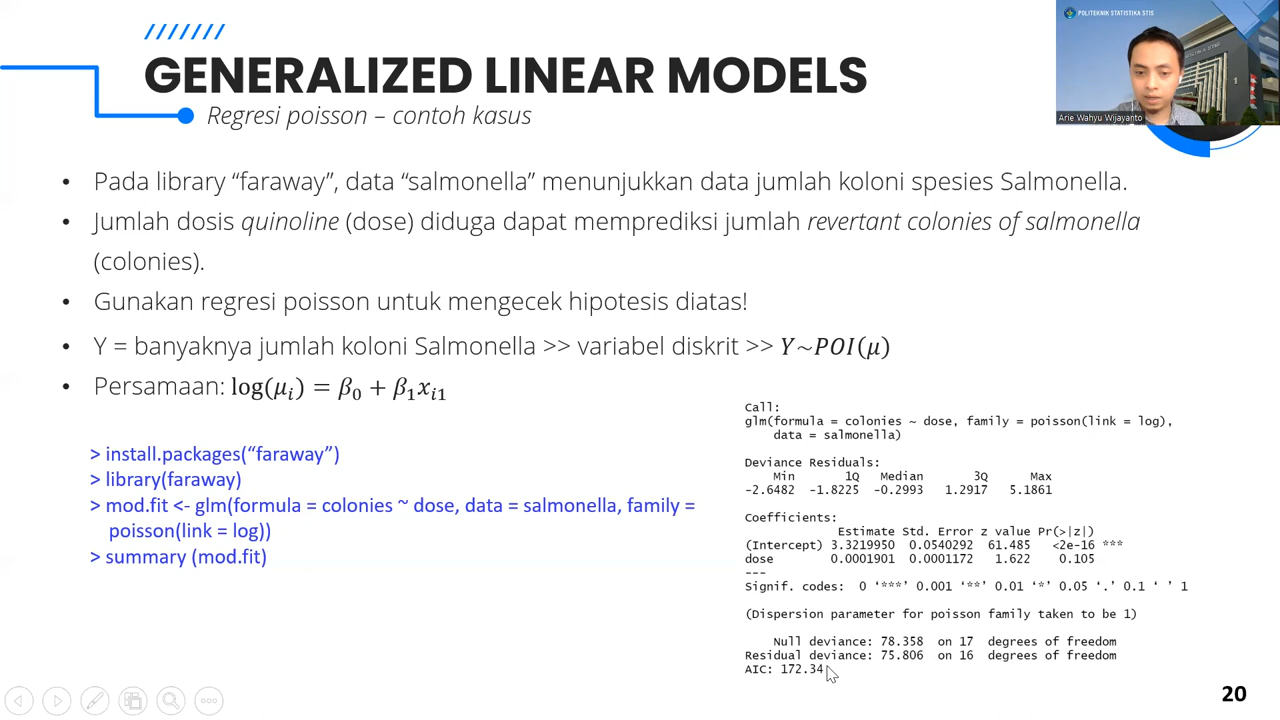 POLITEKNIK STATISTIKA STIS
GENERALIZED LINEAR MODELS
Regresi poisson – contoh kasus
Arie Wahyu Wijayanto
• Pada library “faraway”, data “salmonella” menunjukkan data jumlah koloni spesies Salmonella.
• Jumlah dosis quinoline (dose) diduga dapat memprediksi jumlah revertant colonies of salmonella
(colonies).
• Gunakan regresi poisson untuk mengecek hipotesis diatas!
• Y = banyaknya jumlah koloni Salmonella >> variabel diskrit >> Y~POI(μ)
• Persamaan: log(μᵢ) = β₀ + β₁xᵢ₁
> install.packages(“faraway”)
> library(faraway)
> mod.fit <- glm(formula = colonies ~ dose, data = salmonella, family =
poisson(link = log))
> summary (mod.fit)
Call:
glm(formula = colonies ~ dose, family = poisson(link = log),
data = salmonella)
Deviance Residuals:
Min 1Q Median 3Q Max
-2.6482 -1.8225 -0.2993 1.2917 5.1861
Coefficients:
Estimate Std. Error z value Pr(>|z|)
(Intercept) 3.3219950 0.0540292 61.485 <2e-16 ***
dose 0.0001901 0.0001172 1.622 0.105
---
Signif. codes: 0 ‘***’ 0.001 ‘**’ 0.01 ‘*’ 0.05 ‘.’ 0.1 ‘ ’ 1
(Dispersion parameter for poisson family taken to be 1)
Null deviance: 78.358 on 17 degrees of freedom
Residual deviance: 75.806 on 16 degrees of freedom
AIC: 172.34
20